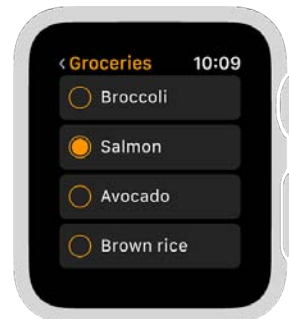 <Groceries 10:09
Broccoli
Salmon
Avocado
Brown rice